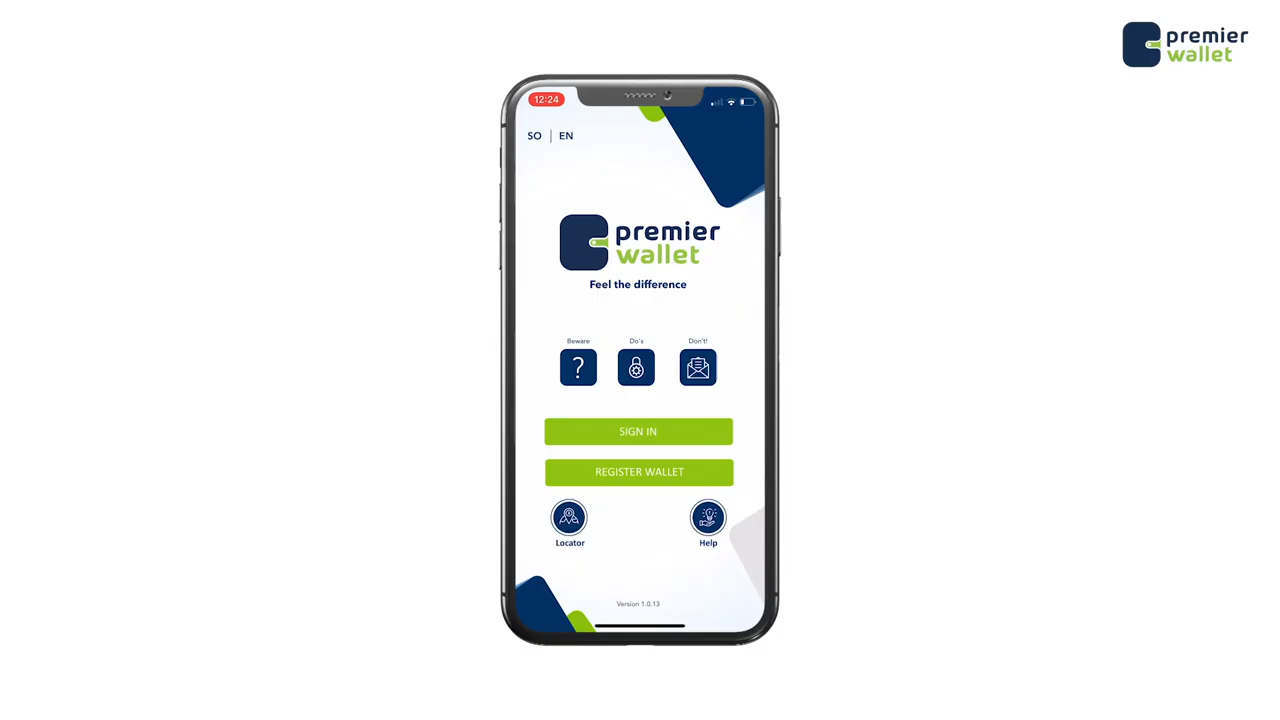 premier
wallet
12:24
SO | EN
premier
wallet
Feel the difference
Beware
Do's
Don't!
SIGN IN
REGISTER WALLET
Locator
Help
Version 1.0.13